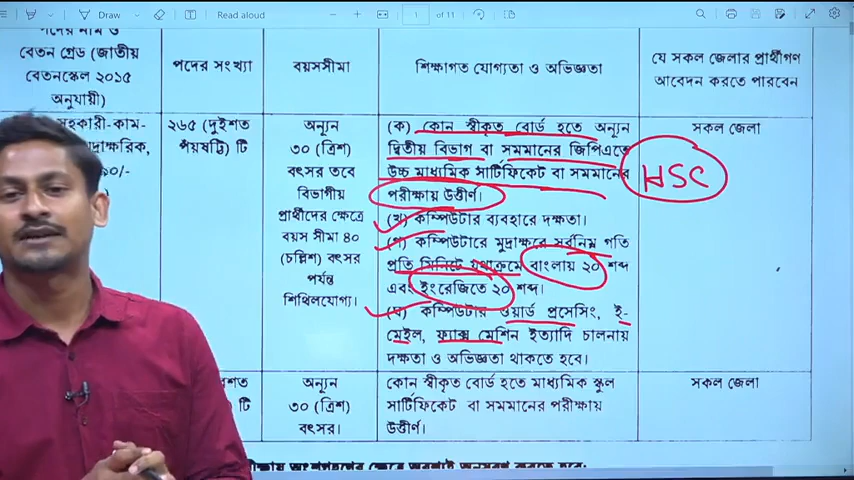 Draw
Read aloud
1 of 11
পদের নাম ও
বেতন গ্রেড (জাতীয়
বেতনস্কেল ২০১৫
অনুযায়ী)
পদের সংখ্যা
বয়সসীমা
শিক্ষাগত যোগ্যতা ও অভিজ্ঞতা
যে সকল জেলার প্রার্থীগণ
আবেদন করতে পারবেন
সহকারী-কাম-
২৬৫ (দুইশত
পঁয়ষট্টি) টি
অন্যূন
৩০ (ত্রিশ)
বৎসর তবে
বিভাগীয়
প্রার্থীদের ক্ষেত্রে
বয়স সীমা ৪০
(চল্লিশ) বৎসর
পর্যন্ত
শিথিলযোগ্য।
(ক) কোন স্বীকৃত বোর্ড হতে অন্যূন
দ্বিতীয় বিভাগ বা সমমানের জিপিএতে
উচ্চ মাধ্যমিক সার্টিফিকেট বা সমমানের
পরীক্ষায় উত্তীর্ণ।
(খ) কম্পিউটার ব্যবহারে দক্ষতা।
(গ) কম্পিউটারে মুদ্রাক্ষরে সর্বনিম্ন গতি
প্রতি মিনিটে যথাক্রমে বাংলায় ২০ শব্দ
এবং ইংরেজিতে ২০ শব্দ।
(ঘ) কম্পিউটার ওয়ার্ড প্রসেসিং, ই-
মেইল, ফ্যাক্স মেশিন ইত্যাদি চালনায়
দক্ষতা ও অভিজ্ঞতা থাকতে হবে।
সকল জেলা
HSC
টি
অন্যূন
৩০ (ত্রিশ)
বৎসর।
কোন স্বীকৃত বোর্ড হতে মাধ্যমিক স্কুল
সার্টিফিকেট বা সমমানের পরীক্ষায়
উত্তীর্ণ।
সকল জেলা